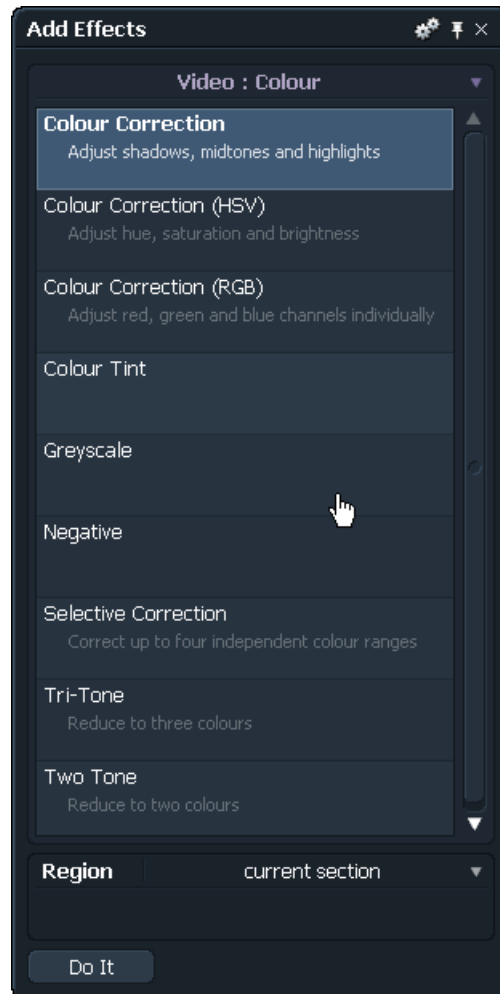 Add Effects
Video : Colour
Colour Correction
Adjust shadows, midtones and highlights
Colour Correction (HSV)
Adjust hue, saturation and brightness
Colour Correction (RGB)
Adjust red, green and blue channels individually
Colour Tint
Greyscale
Negative
Selective Correction
Correct up to four independent colour ranges
Tri-Tone
Reduce to three colours
Two Tone
Reduce to two colours
Region current section
Do It